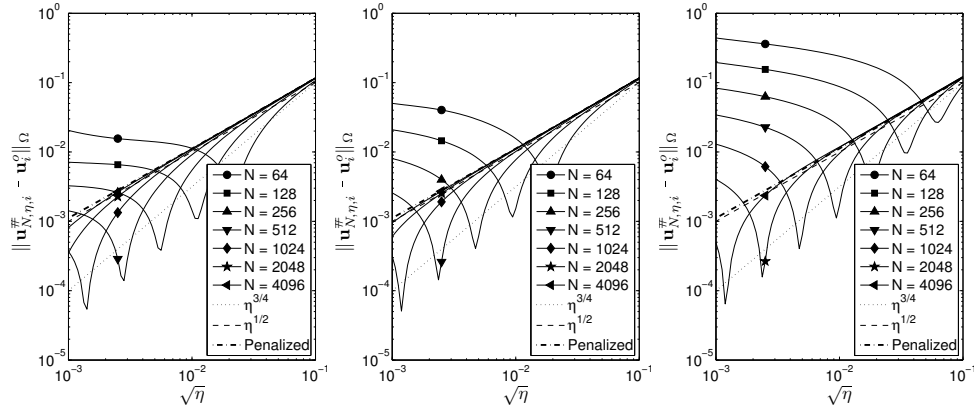 10^0
10^{-1}
10^{-2}
10^{-3}
10^{-4}
10^{-5}
|| u^#_{N,η,i} - u^o_i ||_Ω
10^{-3} 10^{-2} 10^{-1}
√η
N = 64
N = 128
N = 256
N = 512
N = 1024
N = 2048
N = 4096
η^{3/4}
η^{1/2}
Penalized
10^0
10^{-1}
10^{-2}
10^{-3}
10^{-4}
10^{-5}
|| u^#_{N,η,i} - u^o_i ||_Ω
10^{-3} 10^{-2} 10^{-1}
√η
N = 64
N = 128
N = 256
N = 512
N = 1024
N = 2048
N = 4096
η^{3/4}
η^{1/2}
Penalized
10^0
10^{-1}
10^{-2}
10^{-3}
10^{-4}
10^{-5}
|| u^#_{N,η,i} - u^o_i ||_Ω
10^{-3} 10^{-2} 10^{-1}
√η
N = 64
N = 128
N = 256
N = 512
N = 1024
N = 2048
N = 4096
η^{3/4}
η^{1/2}
Penalized